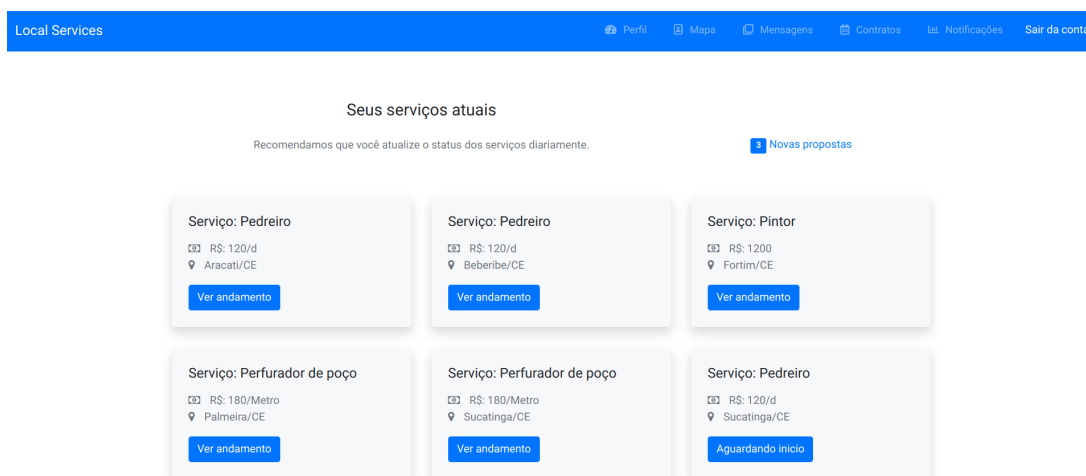 Local Services
Perfil
Mapa
Mensagens
Contratos
Notificações
Sair da conta
Seus serviços atuais
Recomendamos que você atualize o status dos serviços diariamente.
3 Novas propostas
Serviço: Pedreiro
R$: 120/d
Aracati/CE
Ver andamento
Serviço: Pedreiro
R$: 120/d
Beberibe/CE
Ver andamento
Serviço: Pintor
R$: 1200
Fortim/CE
Ver andamento
Serviço: Perfurador de poço
R$: 180/Metro
Palmeira/CE
Ver andamento
Serviço: Perfurador de poço
R$: 180/Metro
Sucatinga/CE
Ver andamento
Serviço: Pedreiro
R$: 120/d
Sucatinga/CE
Aguardando inicio